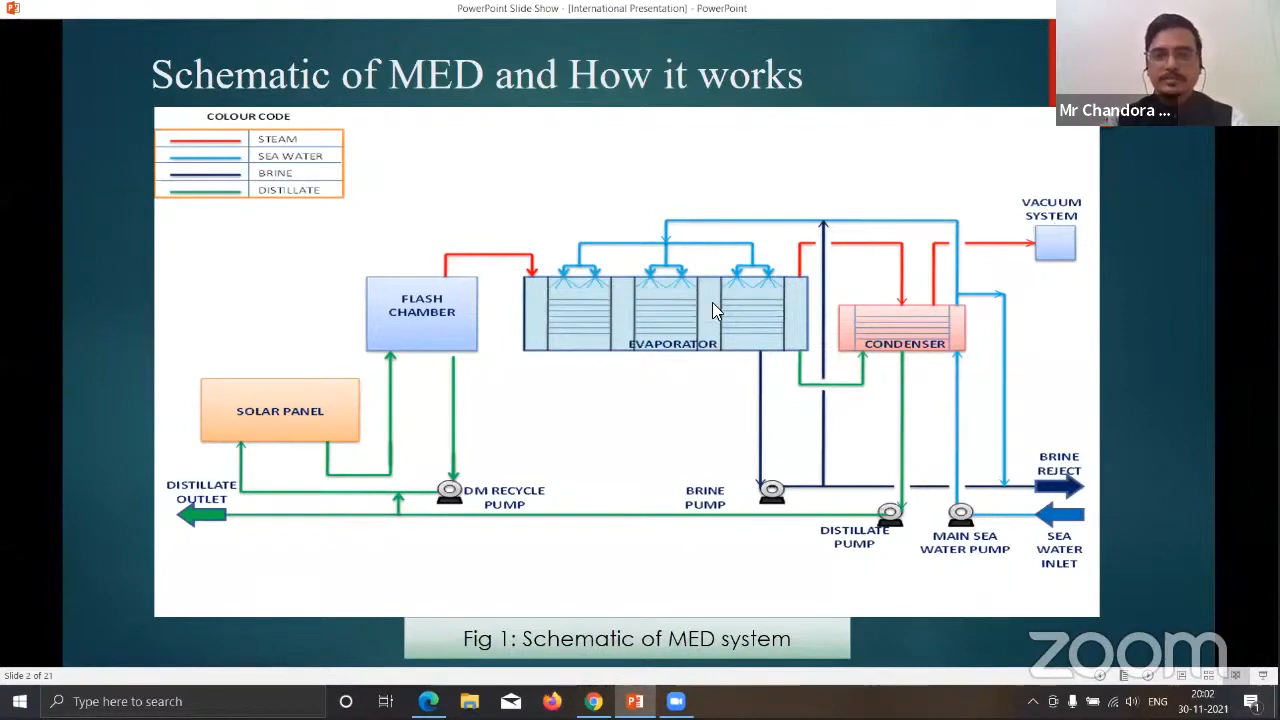 PowerPoint Slide Show - [International Presentation] - PowerPoint
Schematic of MED and How it works
Mr Chandora ...
COLOUR CODE
STEAM
SEA WATER
BRINE
DISTILLATE
VACUUM
SYSTEM
FLASH
CHAMBER
EVAPORATOR
CONDENSER
SOLAR PANEL
DISTILLATE
OUTLET
DM RECYCLE
PUMP
BRINE
PUMP
BRINE
REJECT
DISTILLATE
PUMP
MAIN SEA
WATER PUMP
SEA
WATER
INLET
Fig 1: Schematic of MED system
zoom
Slide 2 of 21
Type here to search
ENG
20:02
30-11-2021